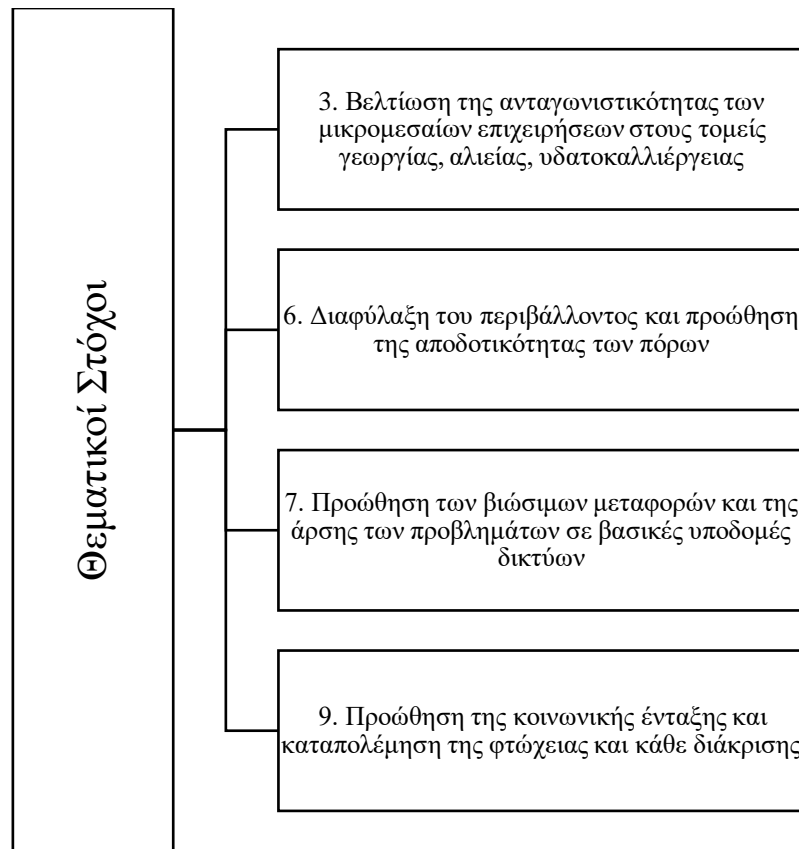 Θεματικοί Στόχοι
3. Βελτίωση της ανταγωνιστικότητας των
μικρομεσαίων επιχειρήσεων στους τομείς
γεωργίας, αλιείας, υδατοκαλλιέργειας
6. Διαφύλαξη του περιβάλλοντος και προώθηση
της αποδοτικότητας των πόρων
7. Προώθηση των βιώσιμων μεταφορών και της
άρσης των προβλημάτων σε βασικές υποδομές
δικτύων
9. Προώθηση της κοινωνικής ένταξης και
καταπολέμηση της φτώχειας και κάθε διάκρισης